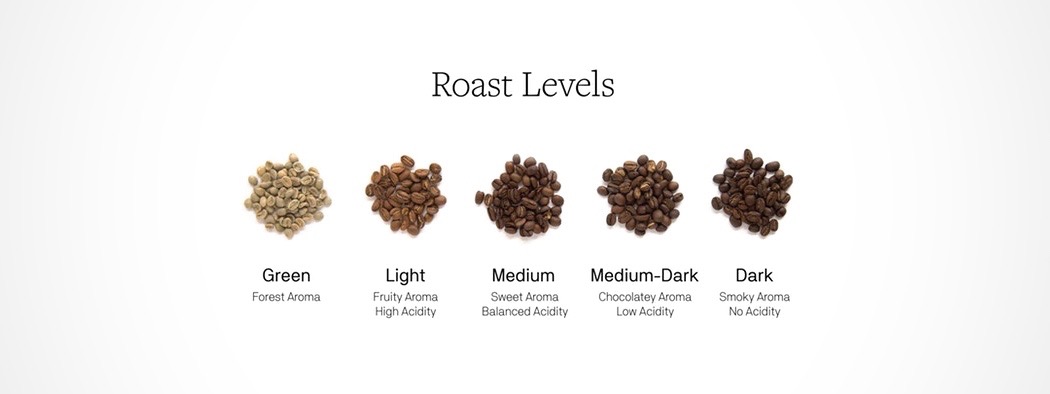 Roast Levels
Green
Forest Aroma
Light
Fruity Aroma
High Acidity
Medium
Sweet Aroma
Balanced Acidity
Medium-Dark
Chocolatey Aroma
Low Acidity
Dark
Smoky Aroma
No Acidity